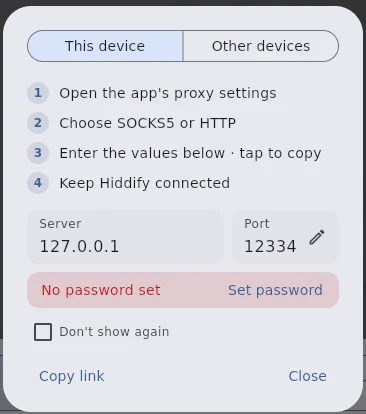 This device
Other devices
1 Open the app's proxy settings
2 Choose SOCKS5 or HTTP
3 Enter the values below · tap to copy
4 Keep Hiddify connected
Server
Port
127.0.0.1
12334
No password set
Set password
Don't show again
Copy link
Close